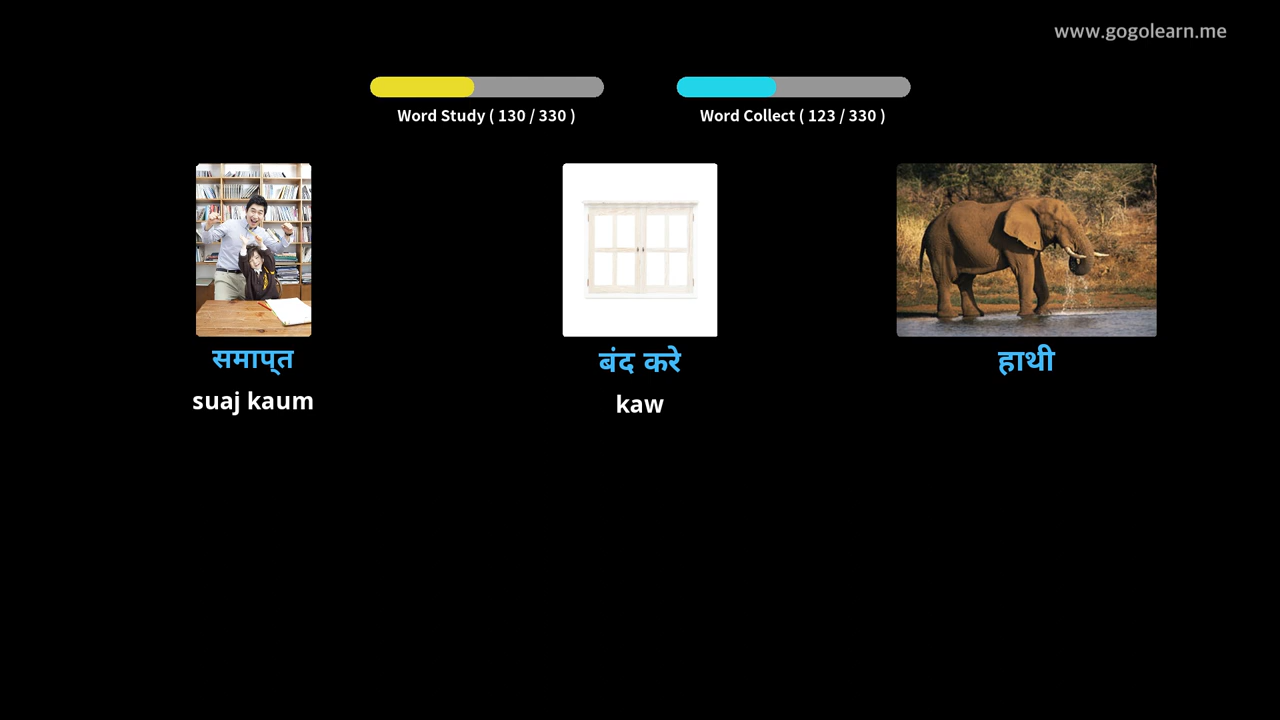 www.gogolearn.me
Word Study ( 130 / 330 )
Word Collect ( 123 / 330 )
समाप्त
बंद करे
हाथी
suaj kaum
kaw